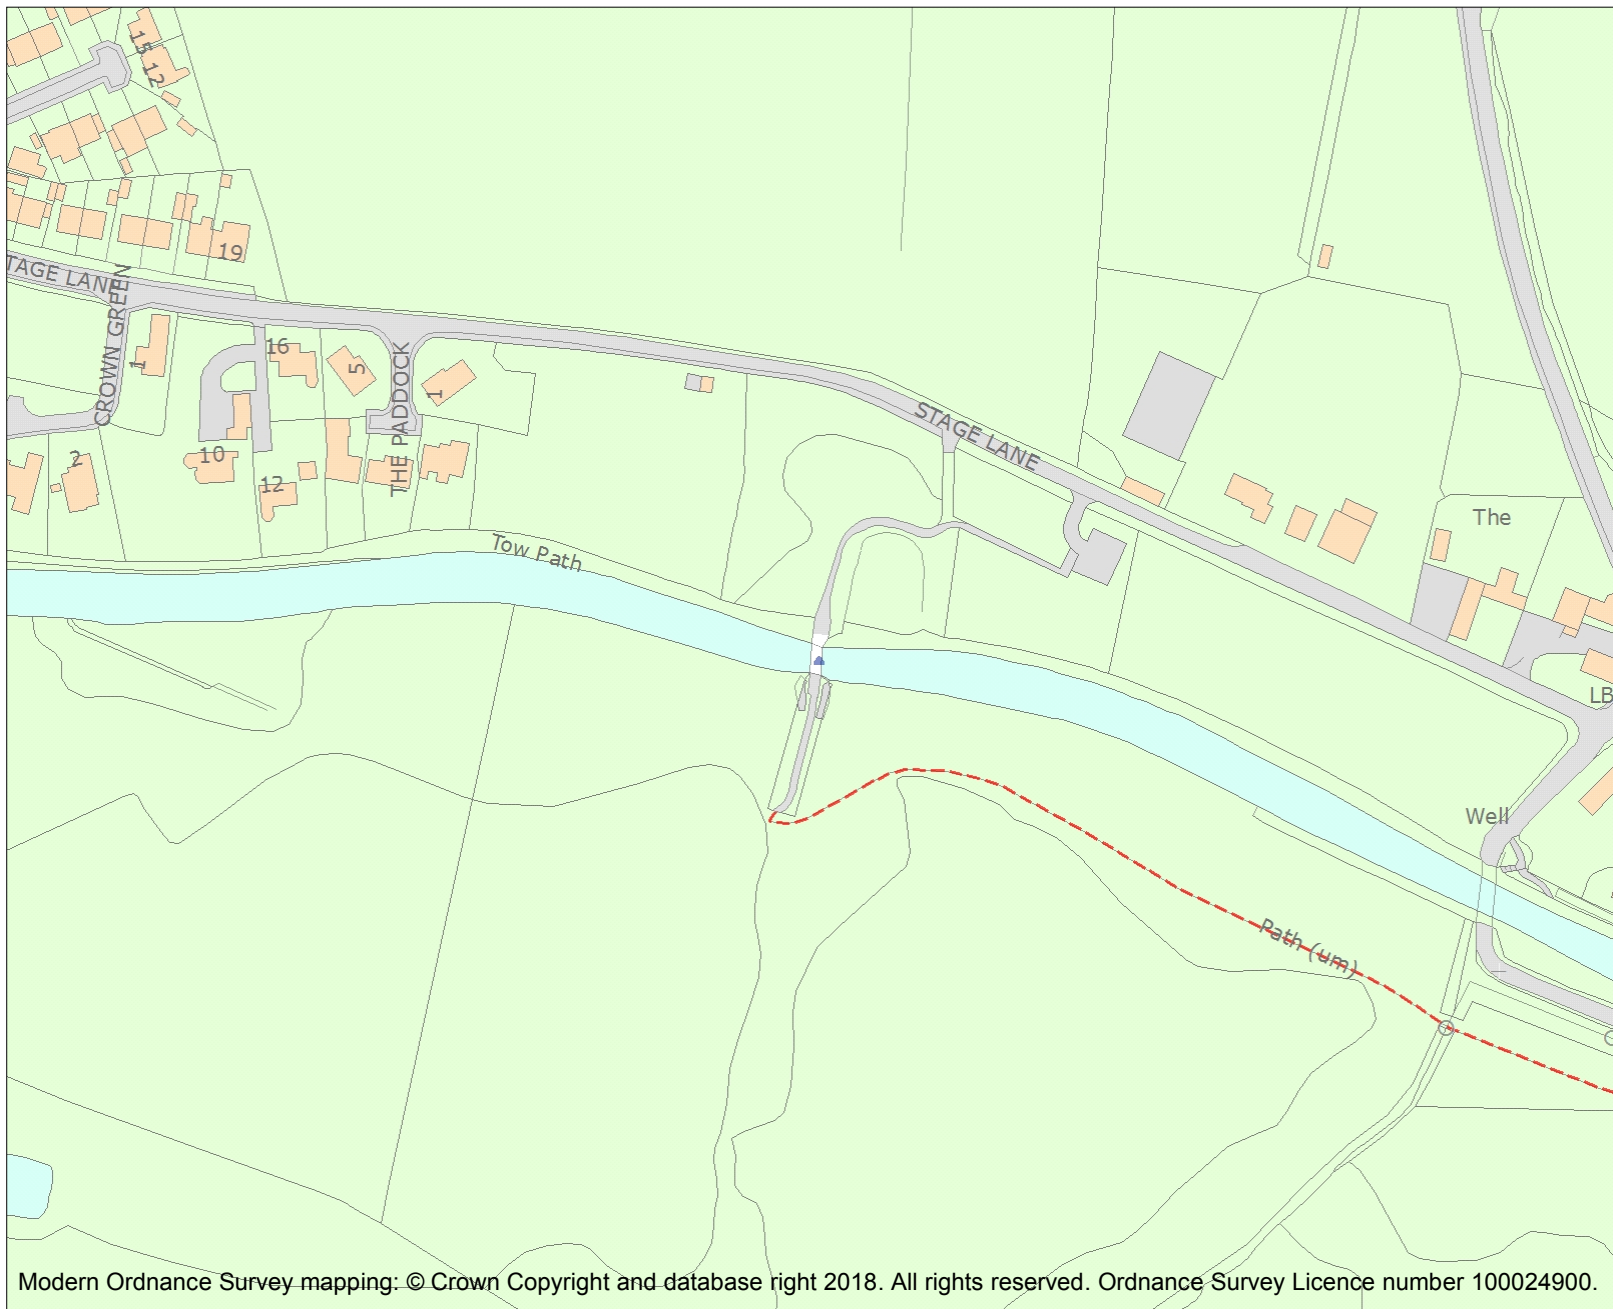 15
12
19
TAGE LANE
CROWN GREEN
1
16
5
THE PADDOCK
1
STAGE LANE
2
10
12
The
Tow Path
LB
Well
Path (um)
Modern Ordnance Survey mapping: © Crown Copyright and database right 2018. All rights reserved. Ordnance Survey Licence number 100024900.